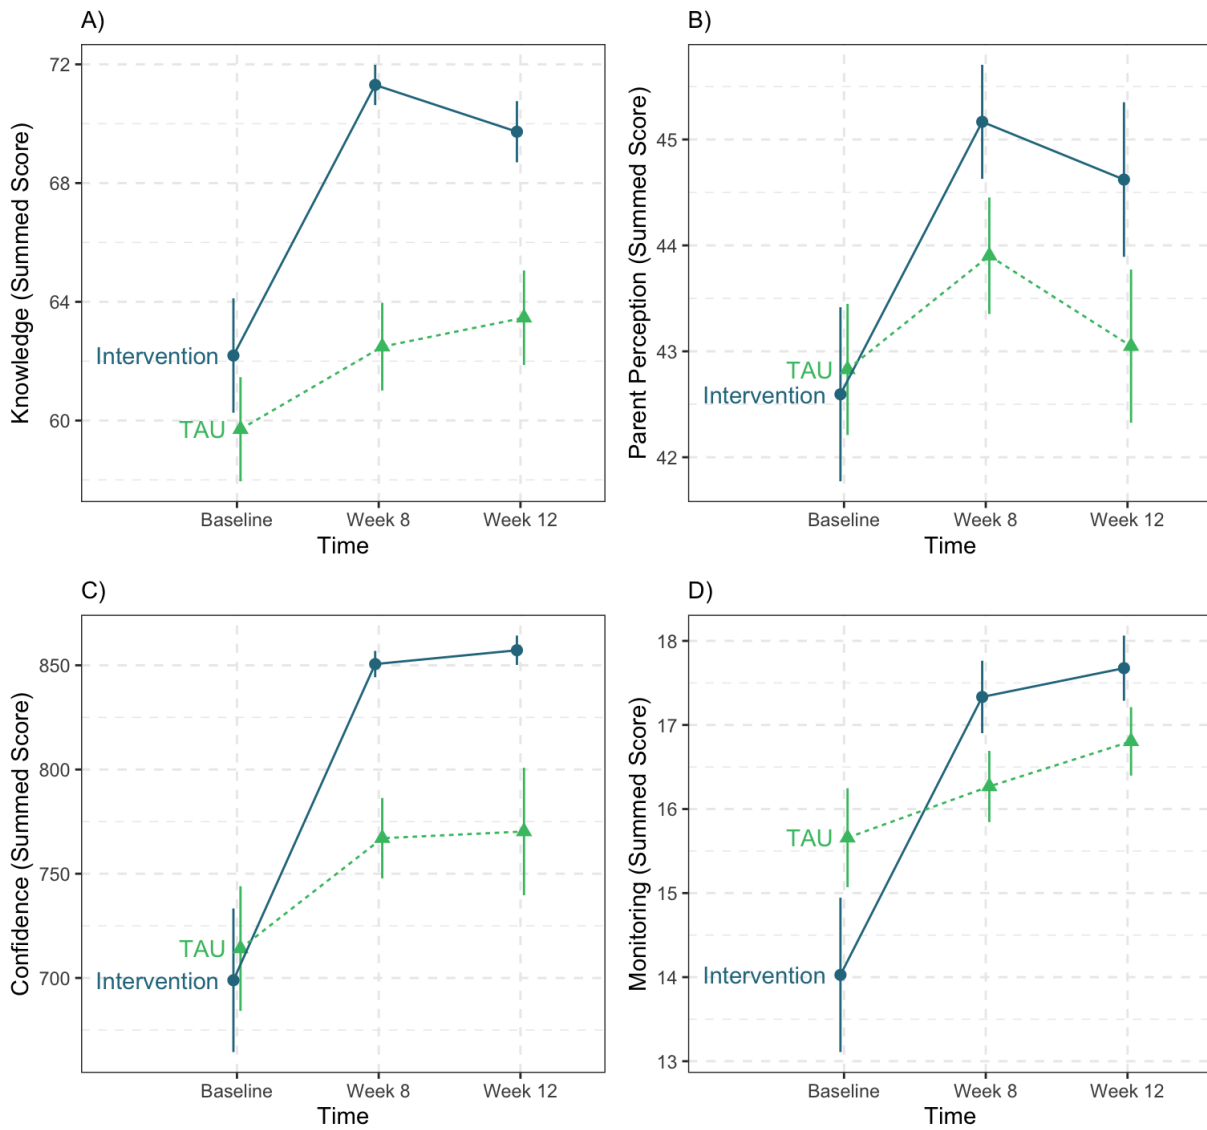 A)
Knowledge (Summed Score)
72
68
64
60
Intervention
TAU
Baseline
Week 8
Week 12
Time
B)
Parent Perception (Summed Score)
45
44
43
42
TAU
Intervention
Baseline
Week 8
Week 12
Time
C)
Confidence (Summed Score)
850
800
750
700
TAU
Intervention
Baseline
Week 8
Week 12
Time
D)
Monitoring (Summed Score)
18
17
16
15
14
13
TAU
Intervention
Baseline
Week 8
Week 12
Time